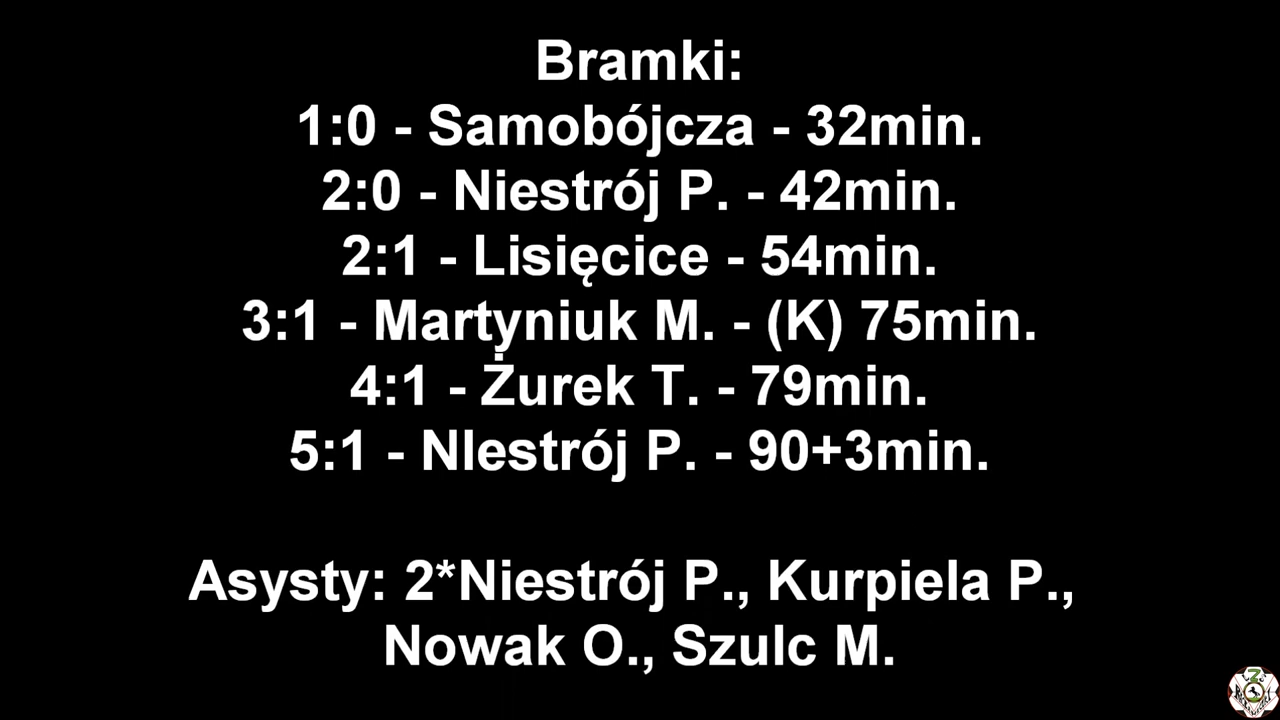 Bramki:
1:0 - Samobójcza - 32min.
2:0 - Niestrój P. - 42min.
2:1 - Lisięcice - 54min.
3:1 - Martyniuk M. - (K) 75min.
4:1 - Żurek T. - 79min.
5:1 - NIestrój P. - 90+3min.
Asysty: 2*Niestrój P., Kurpiela P.,
Nowak O., Szulc M.